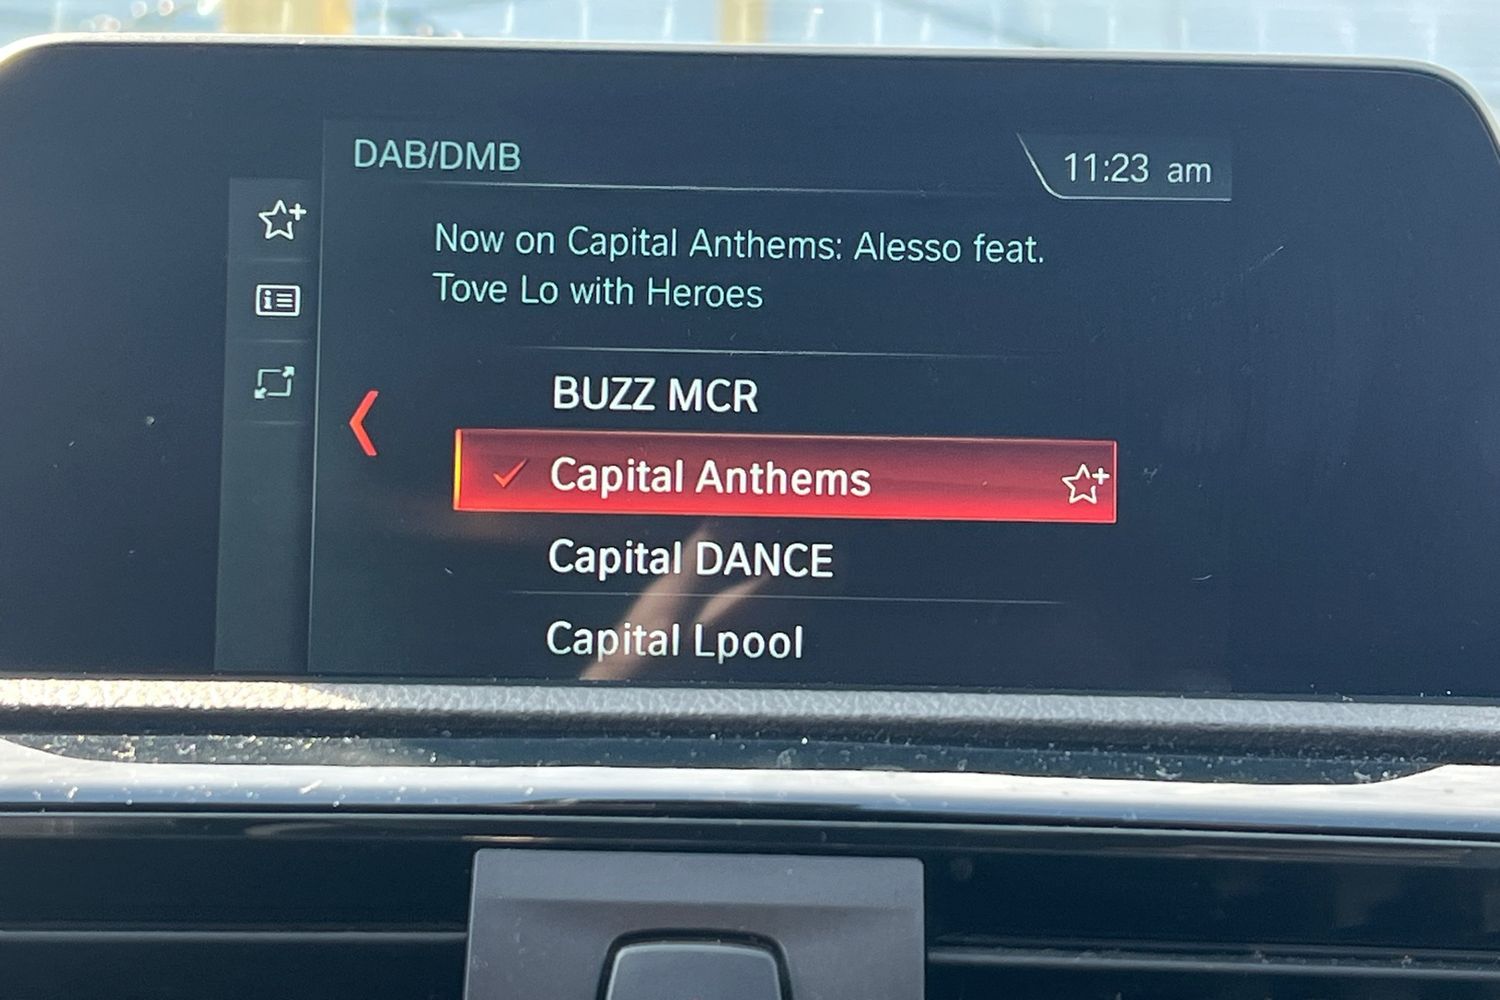 DAB/DMB
11:23 am
Now on Capital Anthems: Alesso feat.
Tove Lo with Heroes
BUZZ MCR
Capital Anthems
Capital DANCE
Capital Lpool